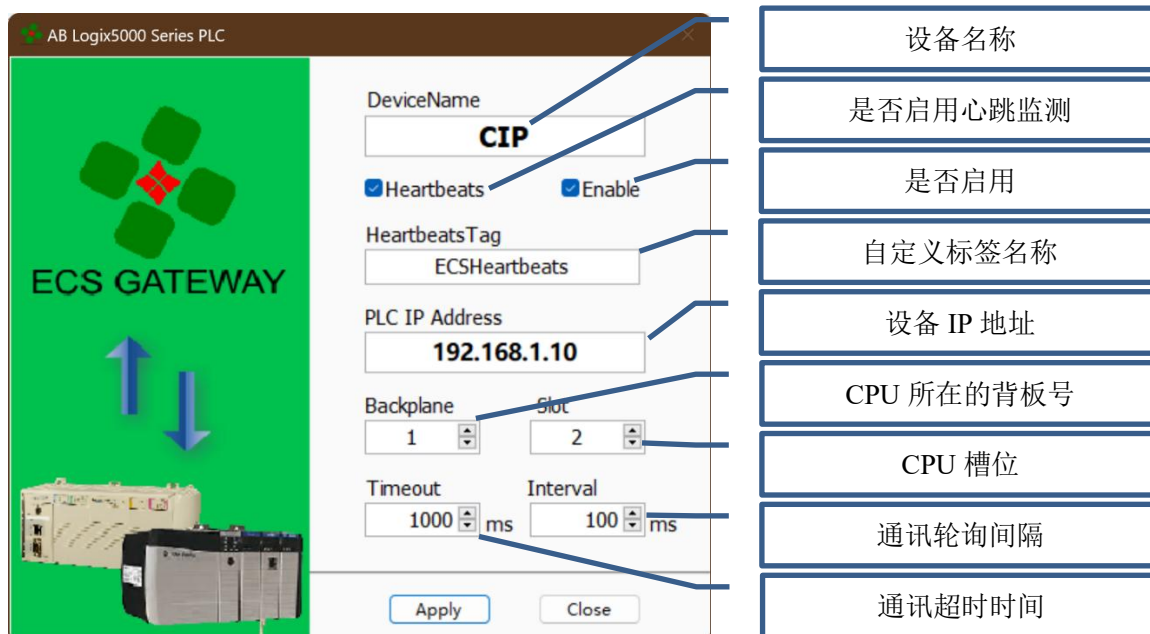 AB Logix5000 Series PLC
ECS GATEWAY
DeviceName
CIP
Heartbeats
Enable
HeartbeatsTag
ECSHeartbeats
PLC IP Address
192.168.1.10
Backplane
Slot
1
2
Timeout
Interval
1000 ms
100 ms
Apply
Close
设备名称
是否启用心跳监测
是否启用
自定义标签名称
设备 IP 地址
CPU 所在的背板号
CPU 槽位
通讯轮询间隔
通讯超时时间